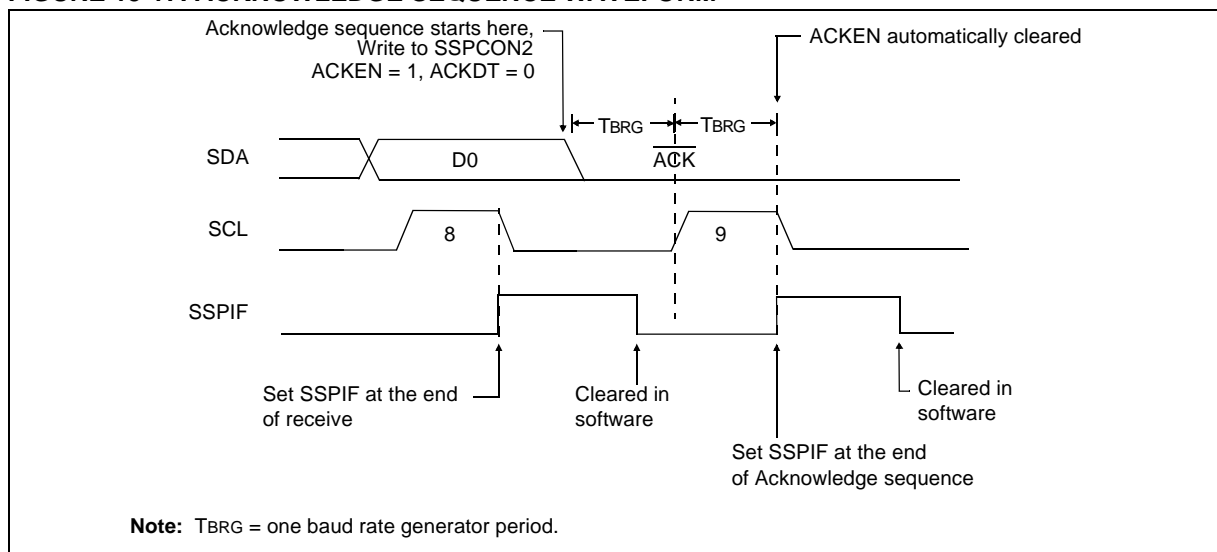 Acknowledge sequence starts here,
Write to SSPCON2
ACKEN = 1, ACKDT = 0
ACKEN automatically cleared
TBRG
TBRG
SDA
D0
ACK
SCL
8
9
SSPIF
Set SSPIF at the end
of receive
Cleared in
software
Cleared in
software
Set SSPIF at the end
of Acknowledge sequence
Note: TBRG = one baud rate generator period.